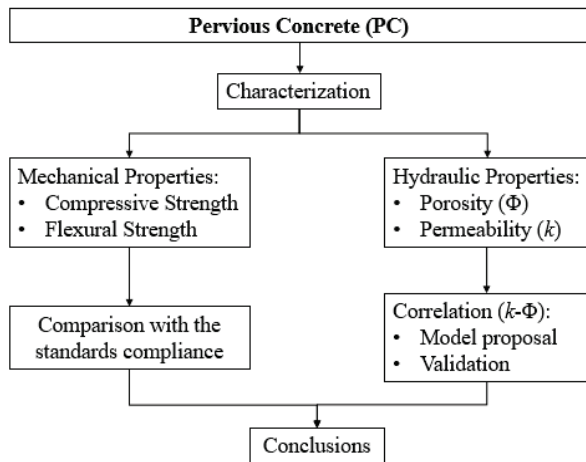 Pervious Concrete (PC)
Characterization
Mechanical Properties:
• Compressive Strength
• Flexural Strength
Hydraulic Properties:
• Porosity (Φ)
• Permeability (k)
Comparison with the
standards compliance
Correlation (k-Φ):
• Model proposal
• Validation
Conclusions